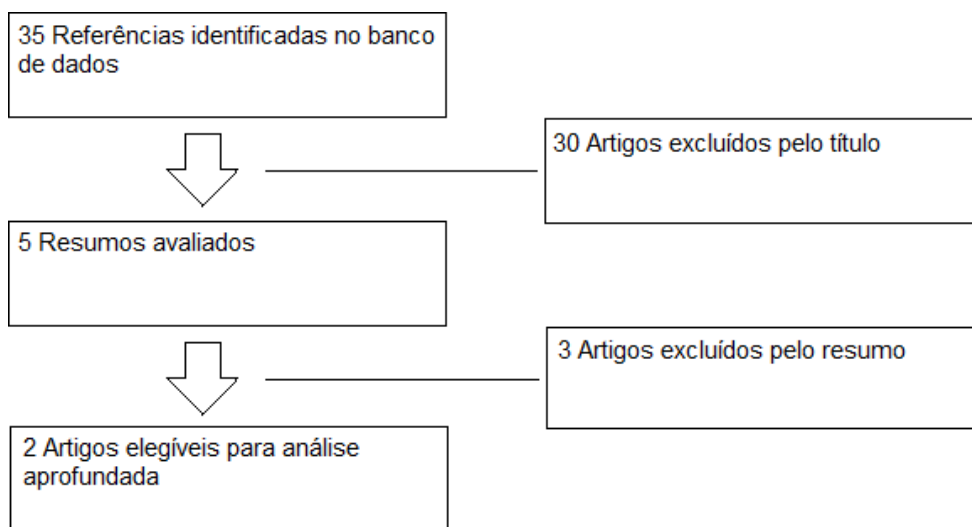 35 Referências identificadas no banco
de dados
30 Artigos excluídos pelo título
5 Resumos avaliados
3 Artigos excluídos pelo resumo
2 Artigos elegíveis para análise
aprofundada